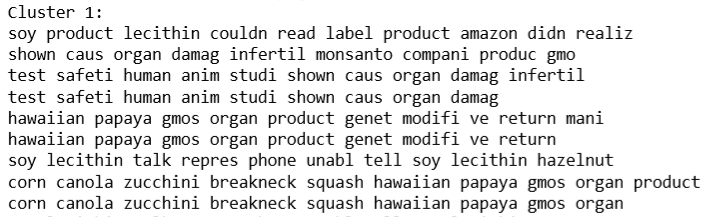 Cluster 1:
soy product lecithin couldn read label product amazon didn realiz
shown caus organ damag infertil monsanto compani produc gmo
test safeti human anim studi shown caus organ damag infertil
test safeti human anim studi shown caus organ damag
hawaiian papaya gmos organ product genet modifi ve return mani
hawaiian papaya gmos organ product genet modifi ve return
soy lecithin talk repres phone unabl tell soy lecithin hazelnut
corn canola zucchini breakneck squash hawaiian papaya gmos organ product
corn canola zucchini breakneck squash hawaiian papaya gmos organ